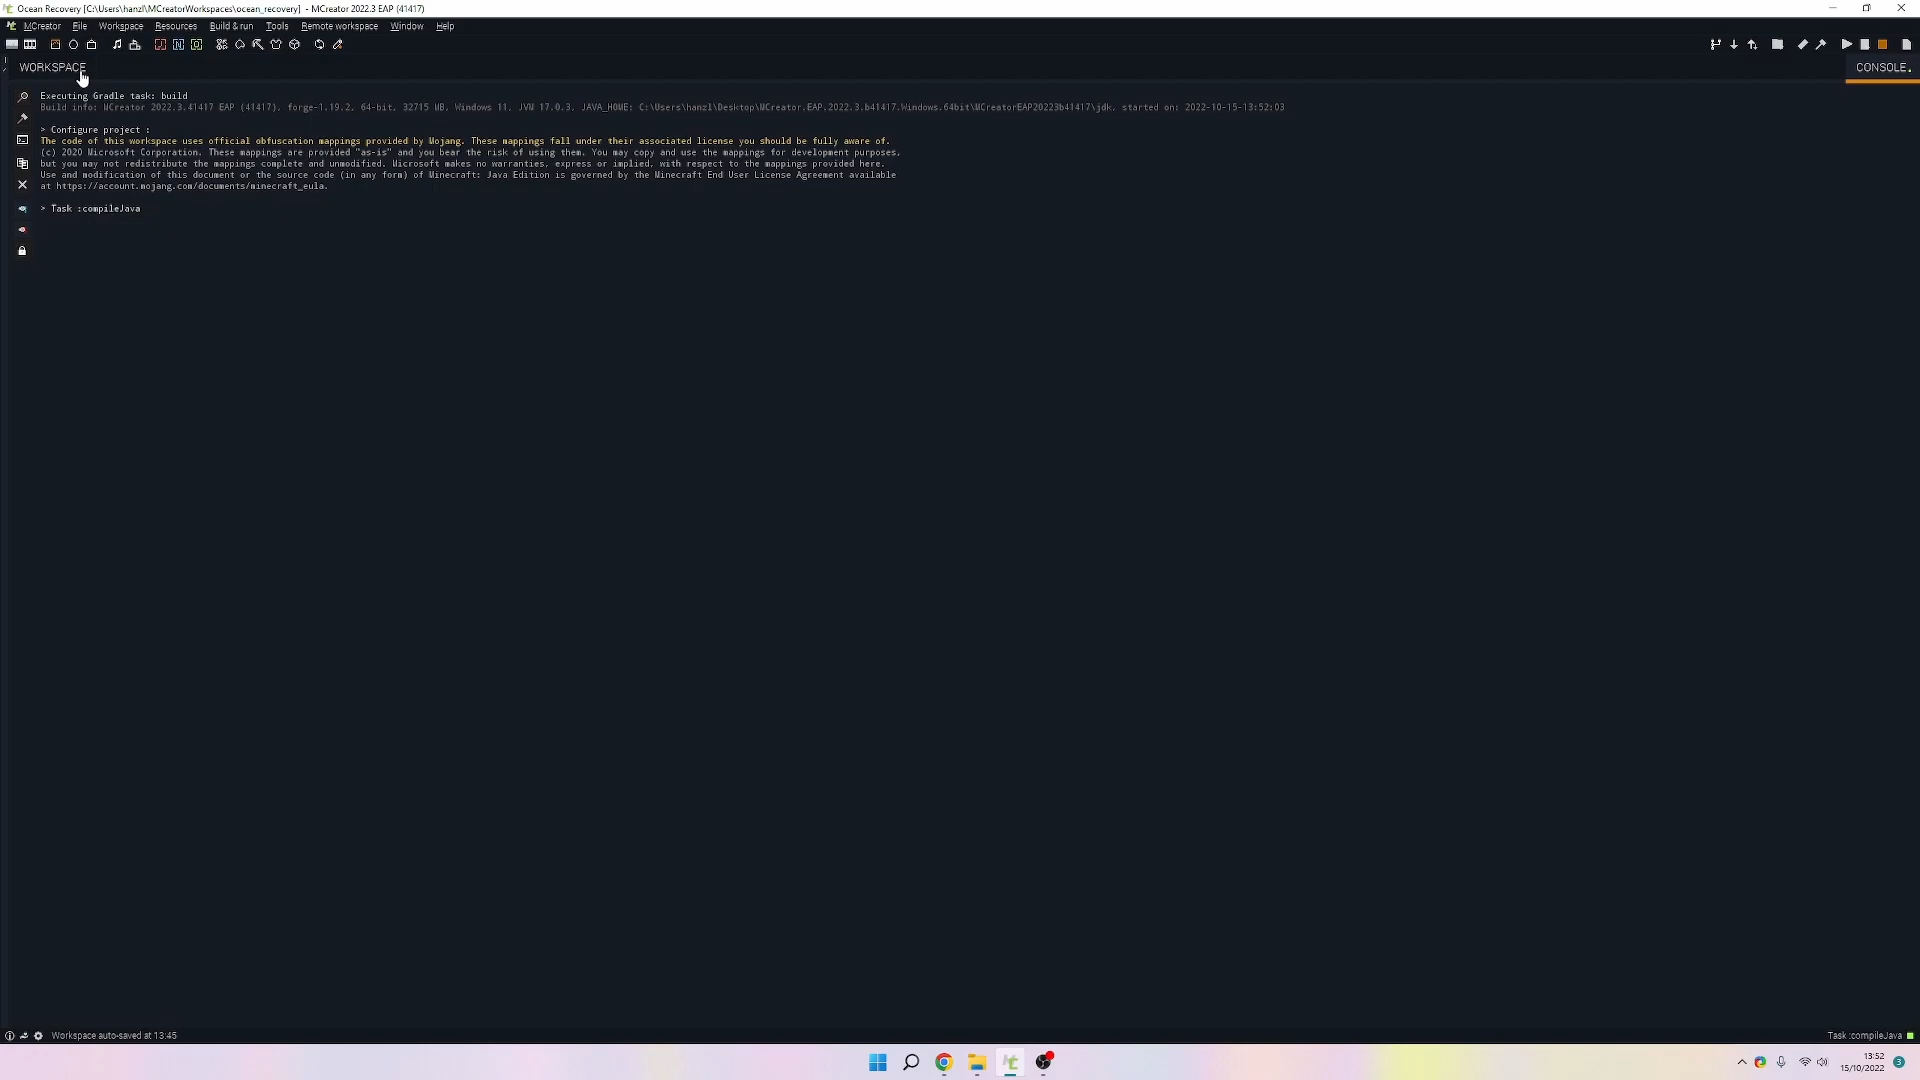 Ocean Recovery [C:\Users\hanzl\MCreatorWorkspaces\ocean_recovery] - MCreator 2022.3 EAP (41417)
MCreator File Workspace Resources Build & run Tools Remote workspace Window Help
WORKSPACE
CONSOLE
Executing Gradle task: build
Build info: MCreator 2022.3.41417 EAP (41417), forge-1.19.2, 64-bit, 32715 MB, Windows 11, JVM 17.0.3, JAVA_HOME: C:\Users\hanzl\Desktop\MCreator.EAP.2022.3.b41417.Windows.64bit\MCreatorEAP20223b41417\jdk, started on: 2022-10-15-13:52:03
> Configure project :
The code of this workspace uses official obfuscation mappings provided by Mojang. These mappings fall under their associated license you should be fully aware of.
(c) 2020 Microsoft Corporation. These mappings are provided "as-is" and you bear the risk of using them. You may copy and use the mappings for development purposes,
but you may not redistribute the mappings complete and unmodified. Microsoft makes no warranties, express or implied, with respect to the mappings provided here.
Use and modification of this document or the source code (in any form) of Minecraft: Java Edition is governed by the Minecraft End User License Agreement available
at https://account.mojang.com/documents/minecraft_eula.
> Task :compileJava
Workspace auto-saved at 13:45
Task :compileJava
13:52
15/10/2022
3